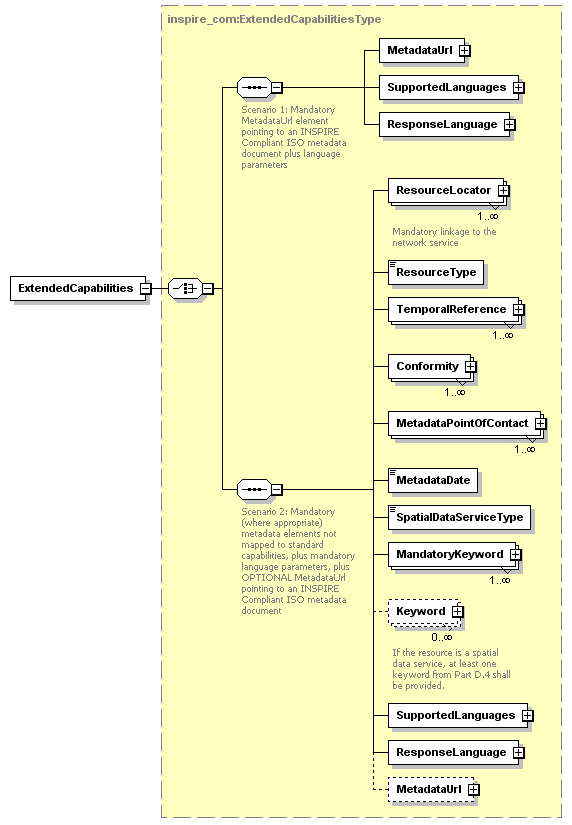 inspire_com:ExtendedCapabilitiesType
MetadataUrl
SupportedLanguages
ResponseLanguage
Scenario 1: Mandatory
MetadataUrl element
pointing to an INSPIRE
Compliant ISO metadata
document plus language
parameters
ExtendedCapabilities
ResourceLocator
1..∞
Mandatory linkage to the
network service
ResourceType
TemporalReference
1..∞
Conformity
1..∞
MetadataPointOfContact
1..∞
MetadataDate
SpatialDataServiceType
MandatoryKeyword
1..∞
Keyword
0..∞
If the resource is a spatial
data service, at least one
keyword from Part D.4 shall
be provided.
SupportedLanguages
ResponseLanguage
MetadataUrl
Scenario 2: Mandatory
(where appropriate)
metadata elements not
mapped to standard
capabilities, plus mandatory
language parameters, plus
OPTIONAL MetadataUrl
pointing to an INSPIRE
Compliant ISO metadata
document